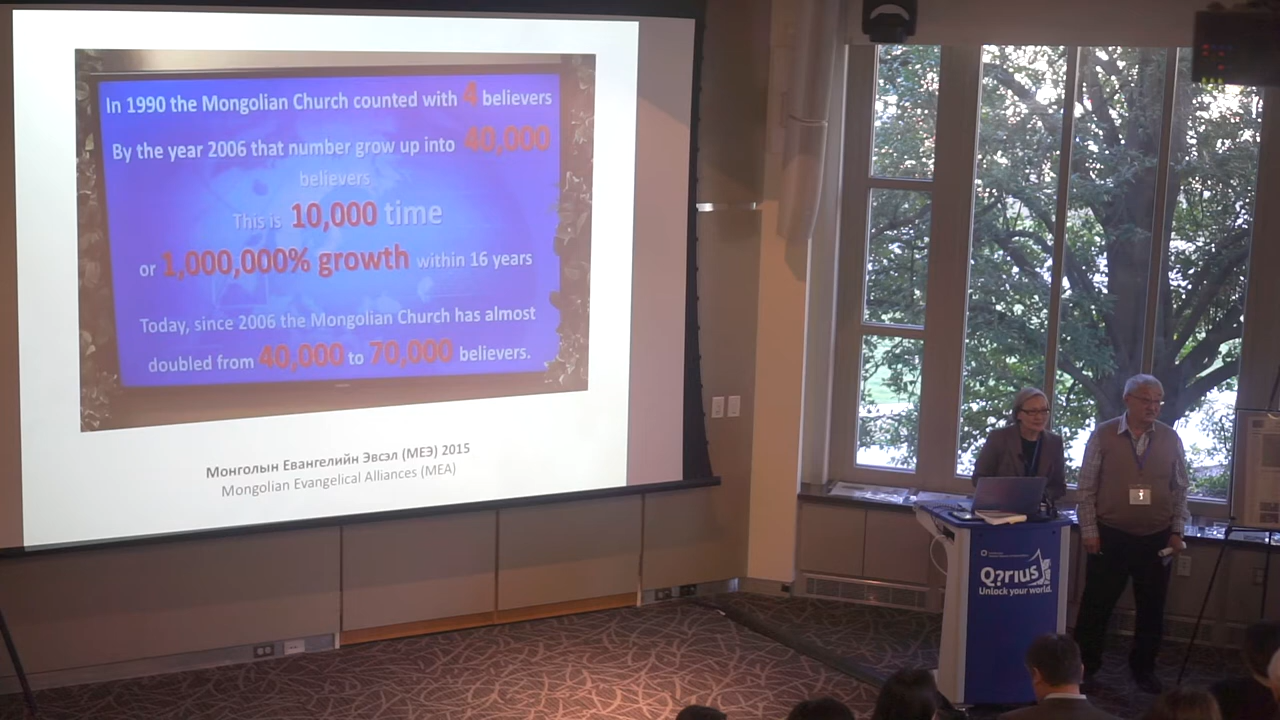 In 1990 the Mongolian Church counted with 4 believers
By the year 2006 that number grow up into 40,000
believers
This is 10,000 time
or 1,000,000% growth within 16 years
Today, since 2006 the Mongolian Church has almost
doubled from 40,000 to 70,000 believers.
Монголын Евангелийн Эвсэл (МЕЭ) 2015
Mongolian Evangelical Alliances (MEA)
Q?rius
Unlock your world.